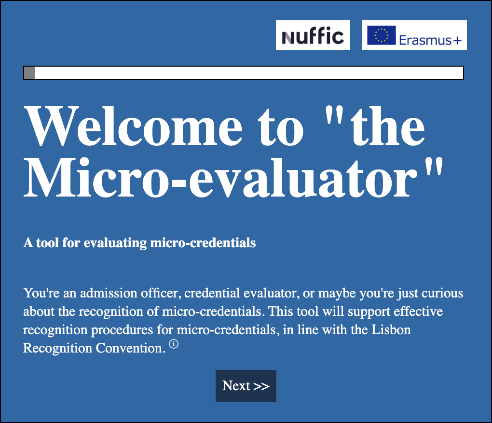 Nuffic
Erasmus+
Welcome to "the
Micro-evaluator"
A tool for evaluating micro-credentials
You're an admission officer, credential evaluator, or maybe you're just curious
about the recognition of micro-credentials. This tool will support effective
recognition procedures for micro-credentials, in line with the Lisbon
Recognition Convention. ⓘ
Next >>